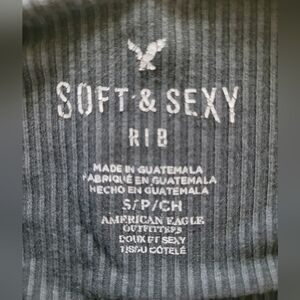 SOFT & SEXY
RIB
MADE IN GUATEMALA
FABRIQUÉ EN GUATEMALA
HECHO EN GUATEMALA
S/P/CH
AMERICAN EAGLE
OUTFITTERS
DOUX ET SEXY
TISSU CÔTELÉ